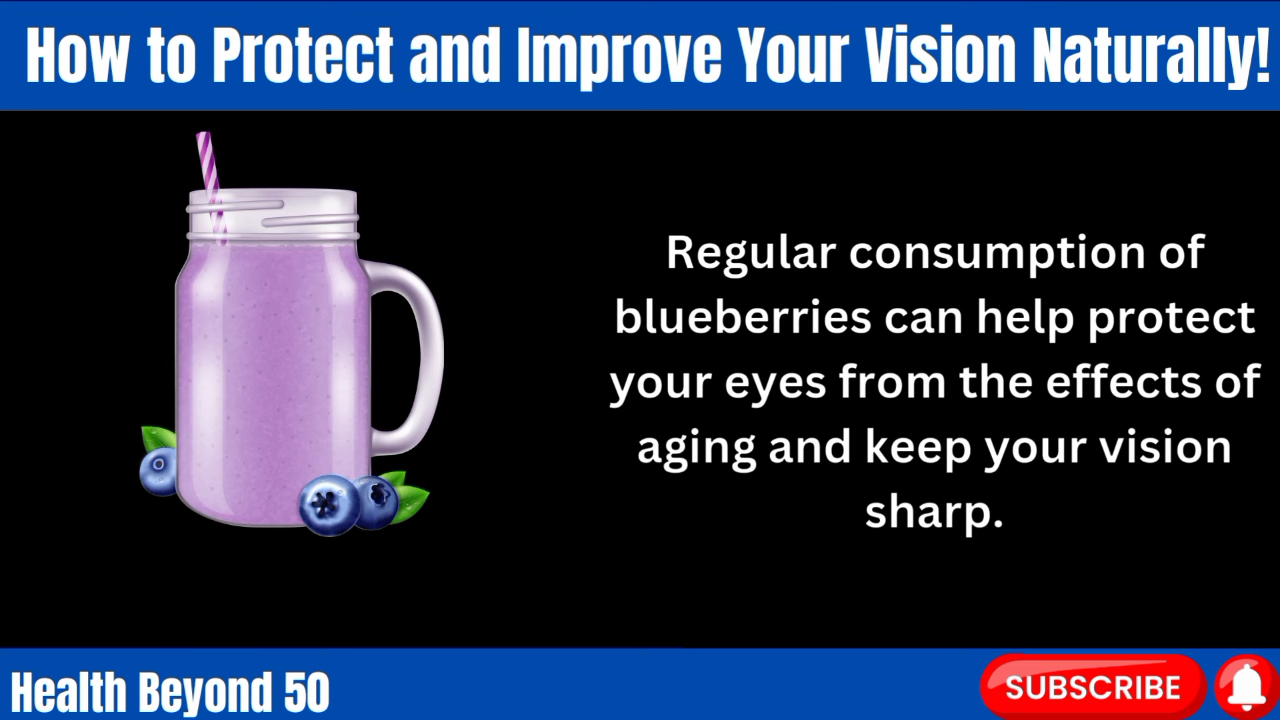 How to Protect and Improve Your Vision Naturally!
Regular consumption of
blueberries can help protect
your eyes from the effects of
aging and keep your vision
sharp.
Health Beyond 50
SUBSCRIBE